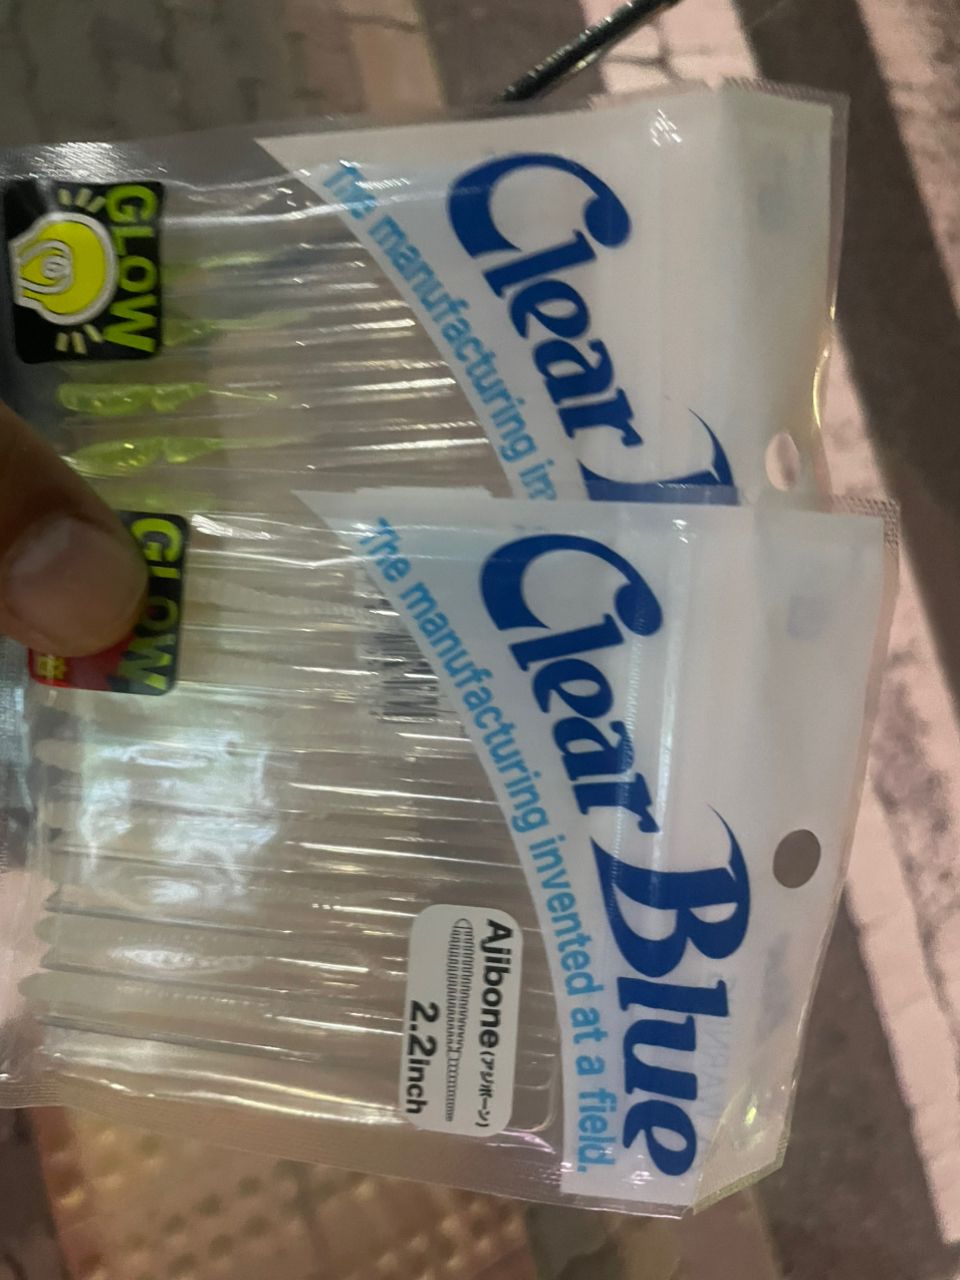 GLOW
Clear
The manufacturing in
GLOW
Clear Blue
The manufacturing invented at a field.
Ajibone(アジボーン)
2.2inch